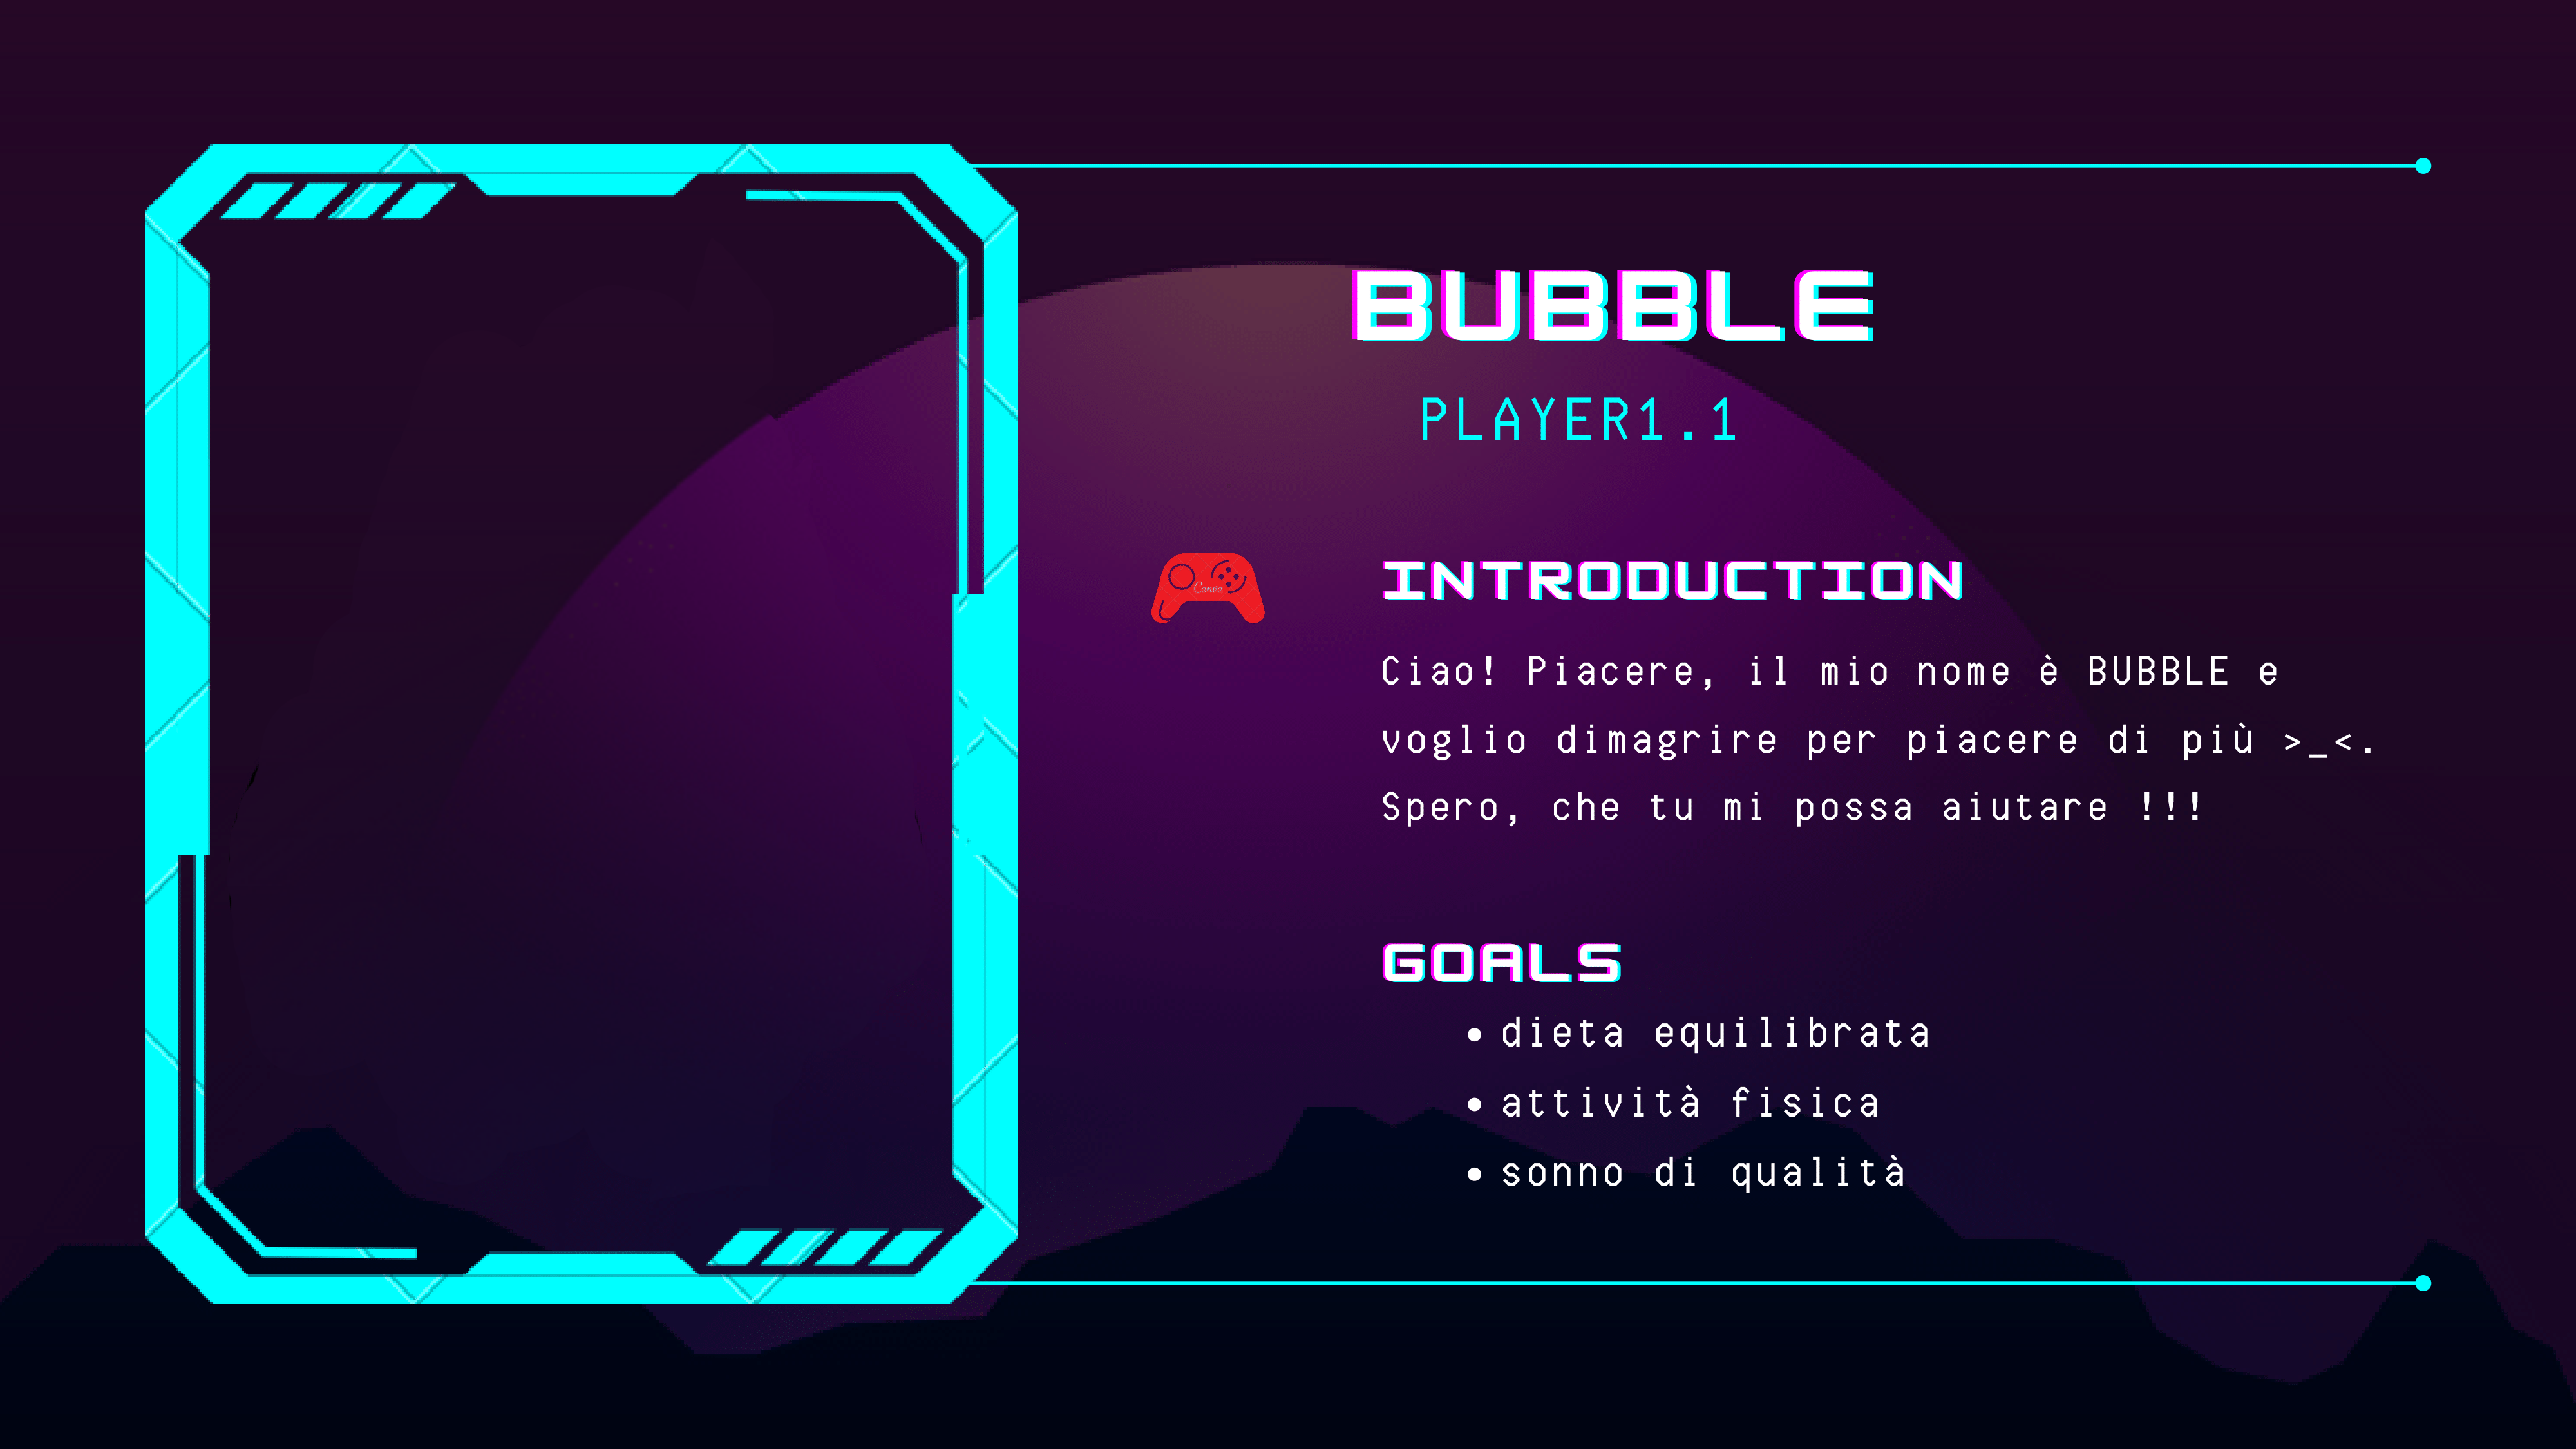 BUBBLE
PLAYER1.1
Canva
INTRODUCTION
Ciao! Piacere, il mio nome è BUBBLE e
voglio dimagrire per piacere di più >_<.
Spero, che tu mi possa aiutare !!!
GOALS
• dieta equilibrata
• attività fisica
• sonno di qualità